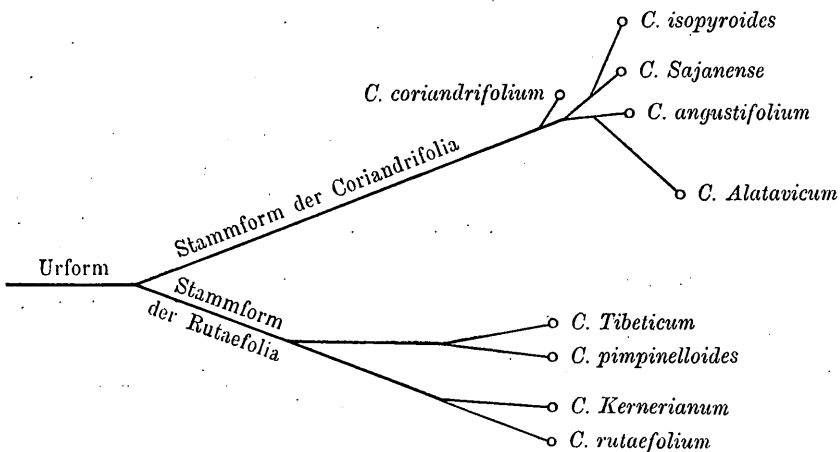 C. isopyroides
C. Sajanense
C. coriandrifolium
C. angustifolium
Stammform der Coriandrifolia
C. Alatavicum
Urform
Stammform
der Rutaefolia
C. Tibeticum
C. pimpinelloides
C. Kernerianum
C. rutaefolium